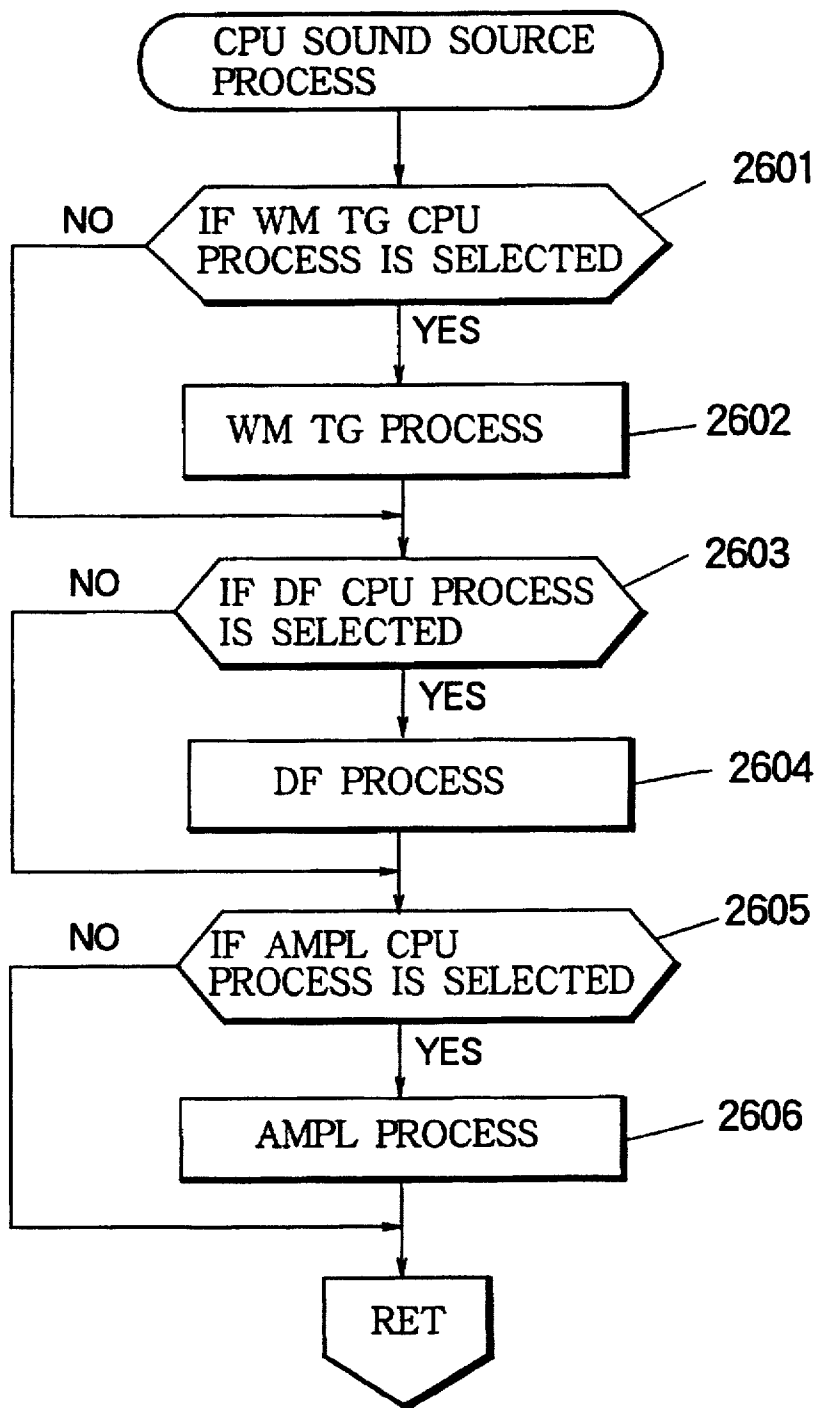 CPU SOUND SOURCE
PROCESS
2601
NO
IF WM TG CPU
PROCESS IS SELECTED
YES
WM TG PROCESS
2602
2603
NO
IF DF CPU PROCESS
IS SELECTED
YES
DF PROCESS
2604
2605
NO
IF AMPL CPU
PROCESS IS SELECTED
YES
AMPL PROCESS
2606
RET